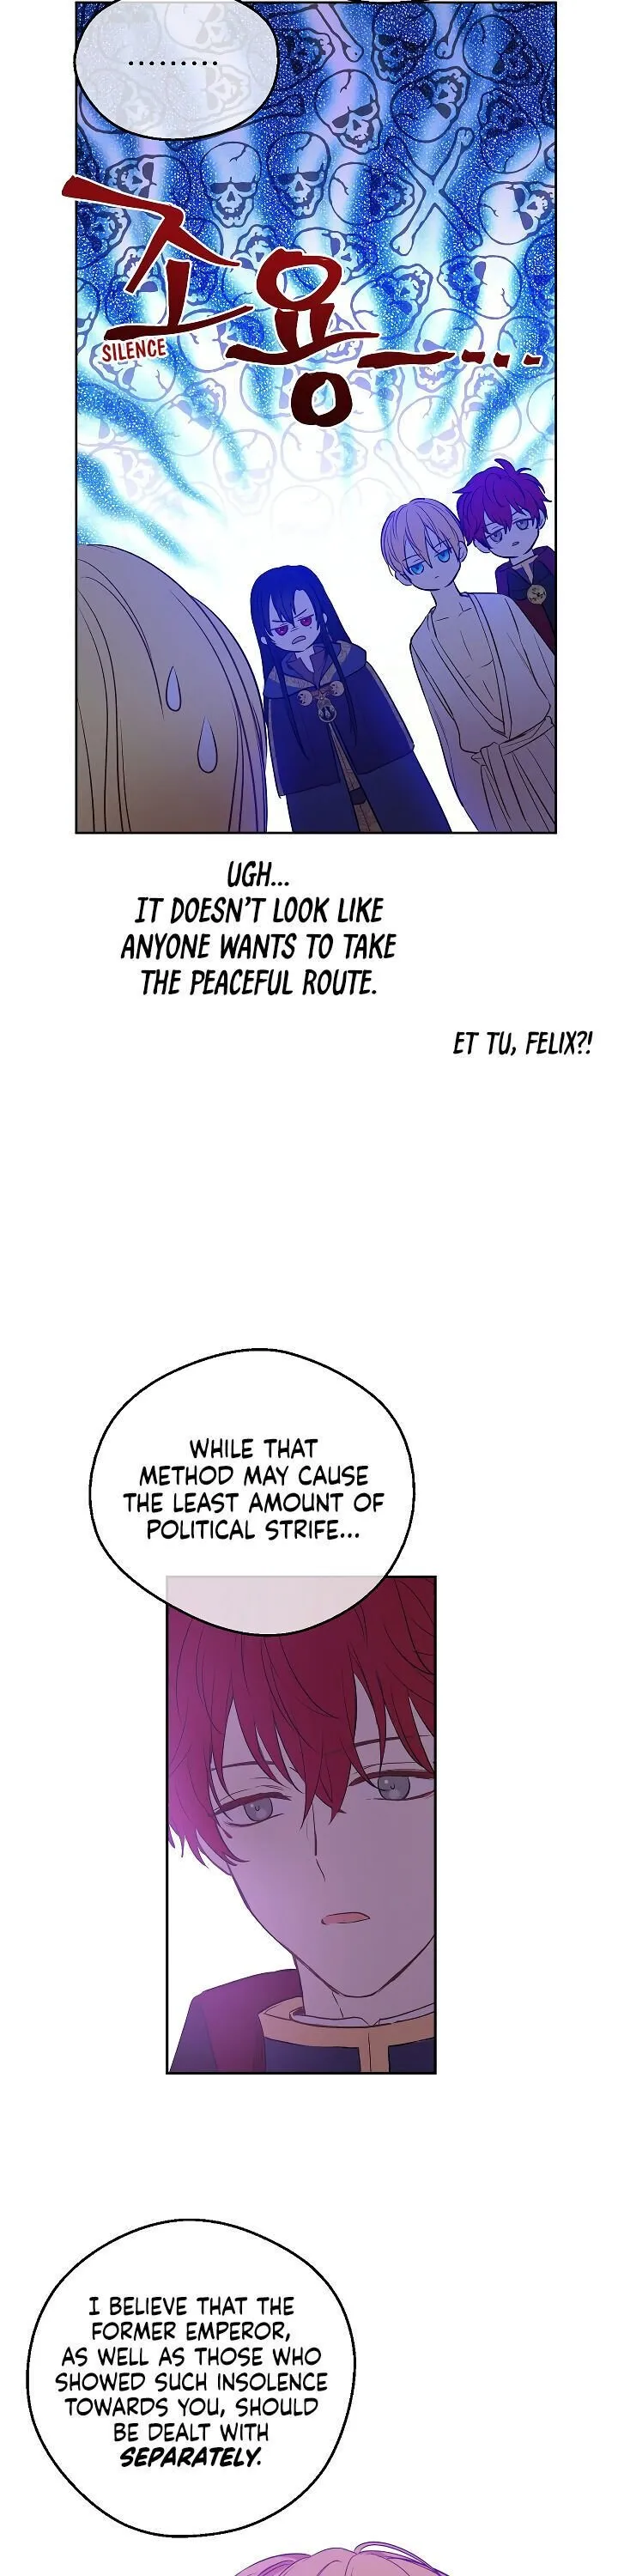 .........
조용—...
SILENCE
UGH...
IT DOESN'T LOOK LIKE
ANYONE WANTS TO TAKE
THE PEACEFUL ROUTE.
ET TU, FELIX?!
WHILE THAT
METHOD MAY CAUSE
THE LEAST AMOUNT OF
POLITICAL STRIFE...
I BELIEVE THAT THE
FORMER EMPEROR,
AS WELL AS THOSE WHO
SHOWED SUCH INSOLENCE
TOWARDS YOU, SHOULD
BE DEALT WITH
SEPARATELY.